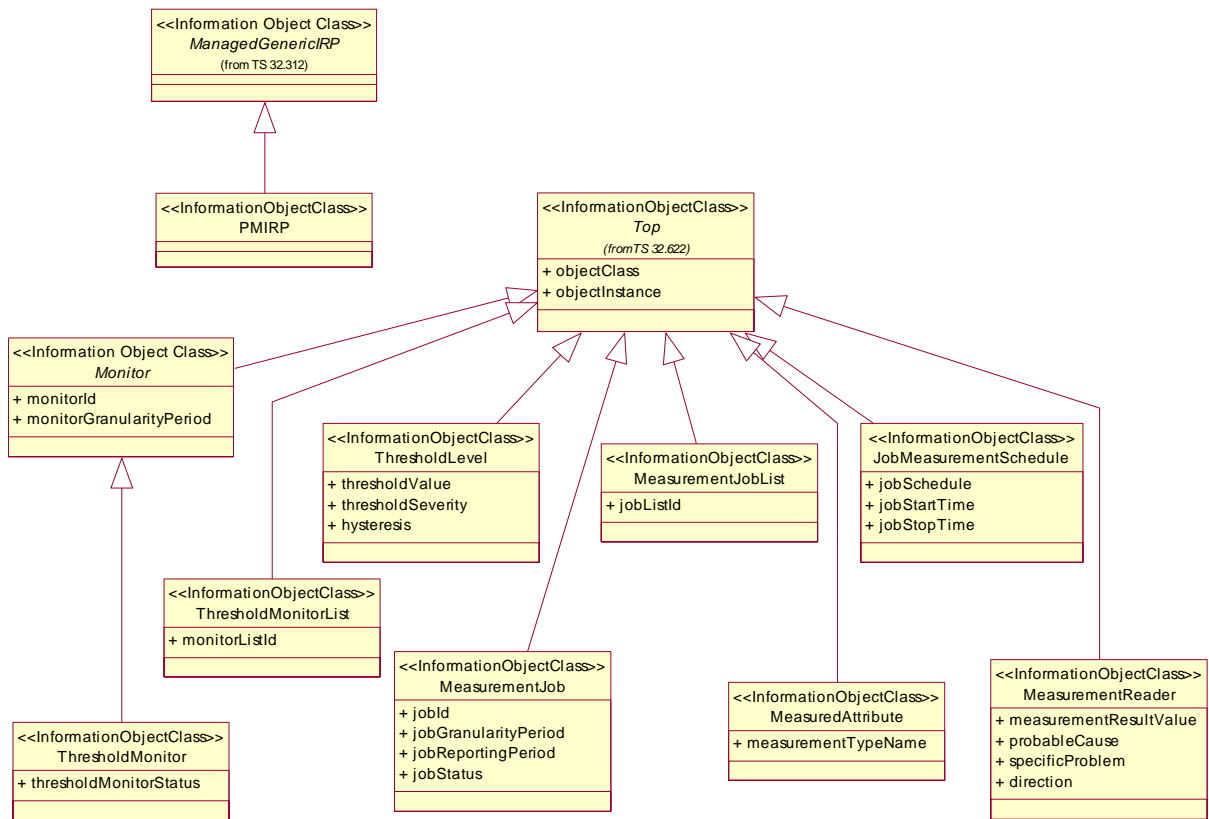 <<Information Object Class>>
ManagedGenericIRP
(from TS 32.312)
<<InformationObjectClass>>
PMIRP
<<InformationObjectClass>>
Top
(fromTS 32.622)
+ objectClass
+ objectInstance
<<Information Object Class>>
Monitor
+ monitorId
+ monitorGranularityPeriod
<<InformationObjectClass>>
ThresholdLevel
+ thresholdValue
+ thresholdSeverity
+ hysteresis
<<InformationObjectClass>>
MeasurementJobList
+ jobListId
<<InformationObjectClass>>
JobMeasurementSchedule
+ jobSchedule
+ jobStartTime
+ jobStopTime
<<InformationObjectClass>>
ThresholdMonitorList
+ monitorListId
<<InformationObjectClass>>
MeasurementJob
+ jobId
+ jobGranularityPeriod
+ jobReportingPeriod
+ jobStatus
<<InformationObjectClass>>
MeasuredAttribute
+ measurementTypeName
<<InformationObjectClass>>
MeasurementReader
+ measurementResultValue
+ probableCause
+ specificProblem
+ direction
<<InformationObjectClass>>
ThresholdMonitor
+ thresholdMonitorStatus